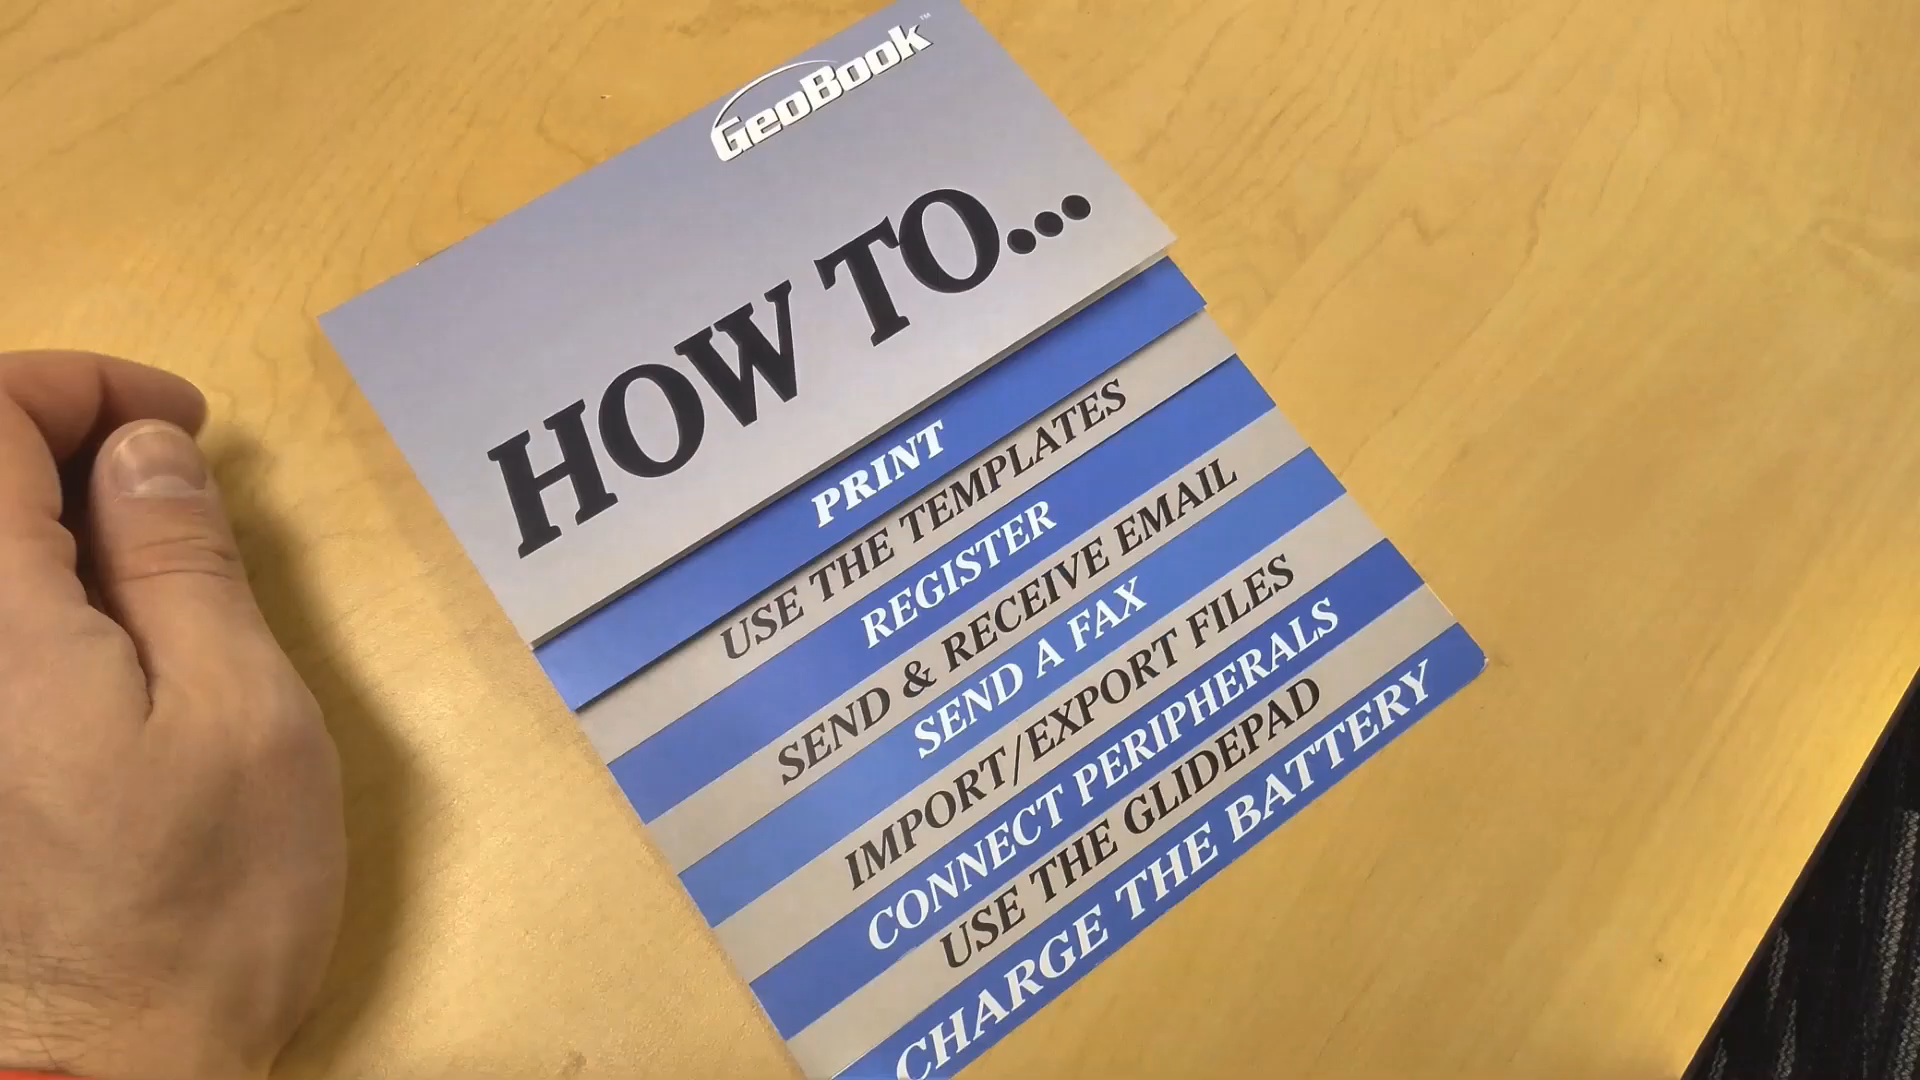 GeoBook™
HOW TO...
PRINT
USE THE TEMPLATES
REGISTER
SEND & RECEIVE EMAIL
SEND A FAX
IMPORT/EXPORT FILES
CONNECT PERIPHERALS
USE THE GLIDEPAD
CHARGE THE BATTERY